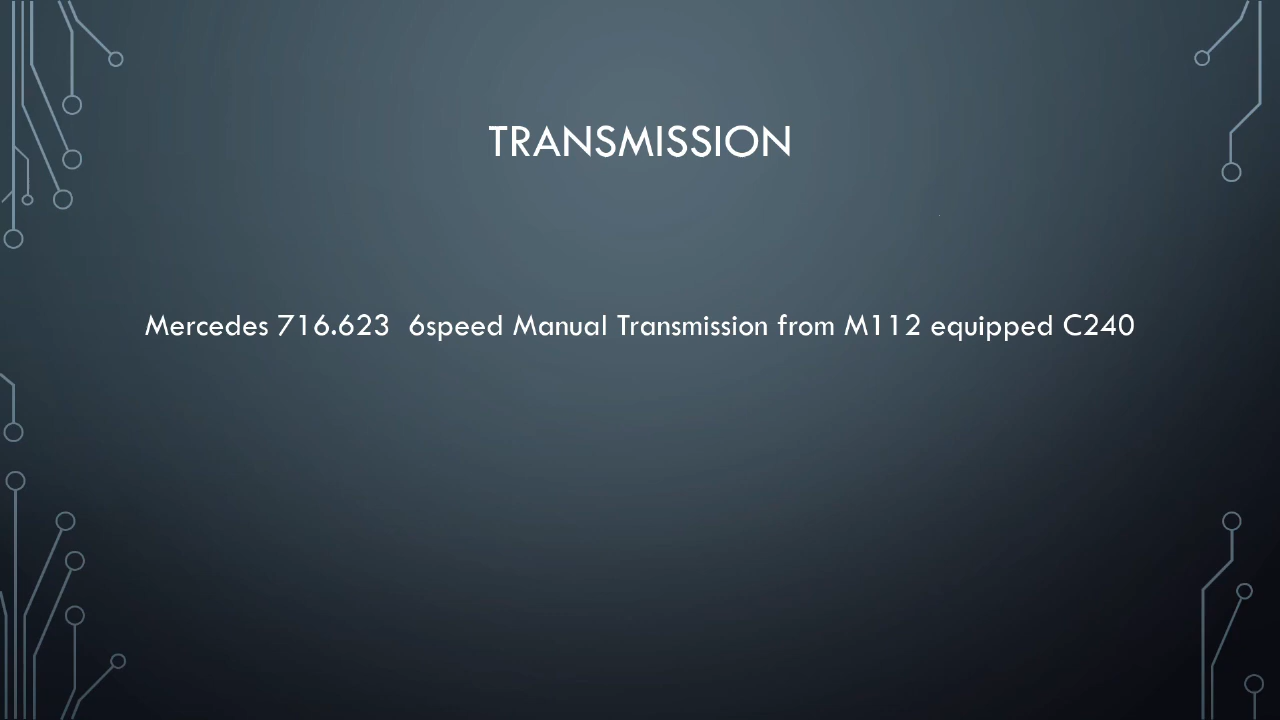 TRANSMISSION
Mercedes 716.623  6speed Manual Transmission from M112 equipped C240